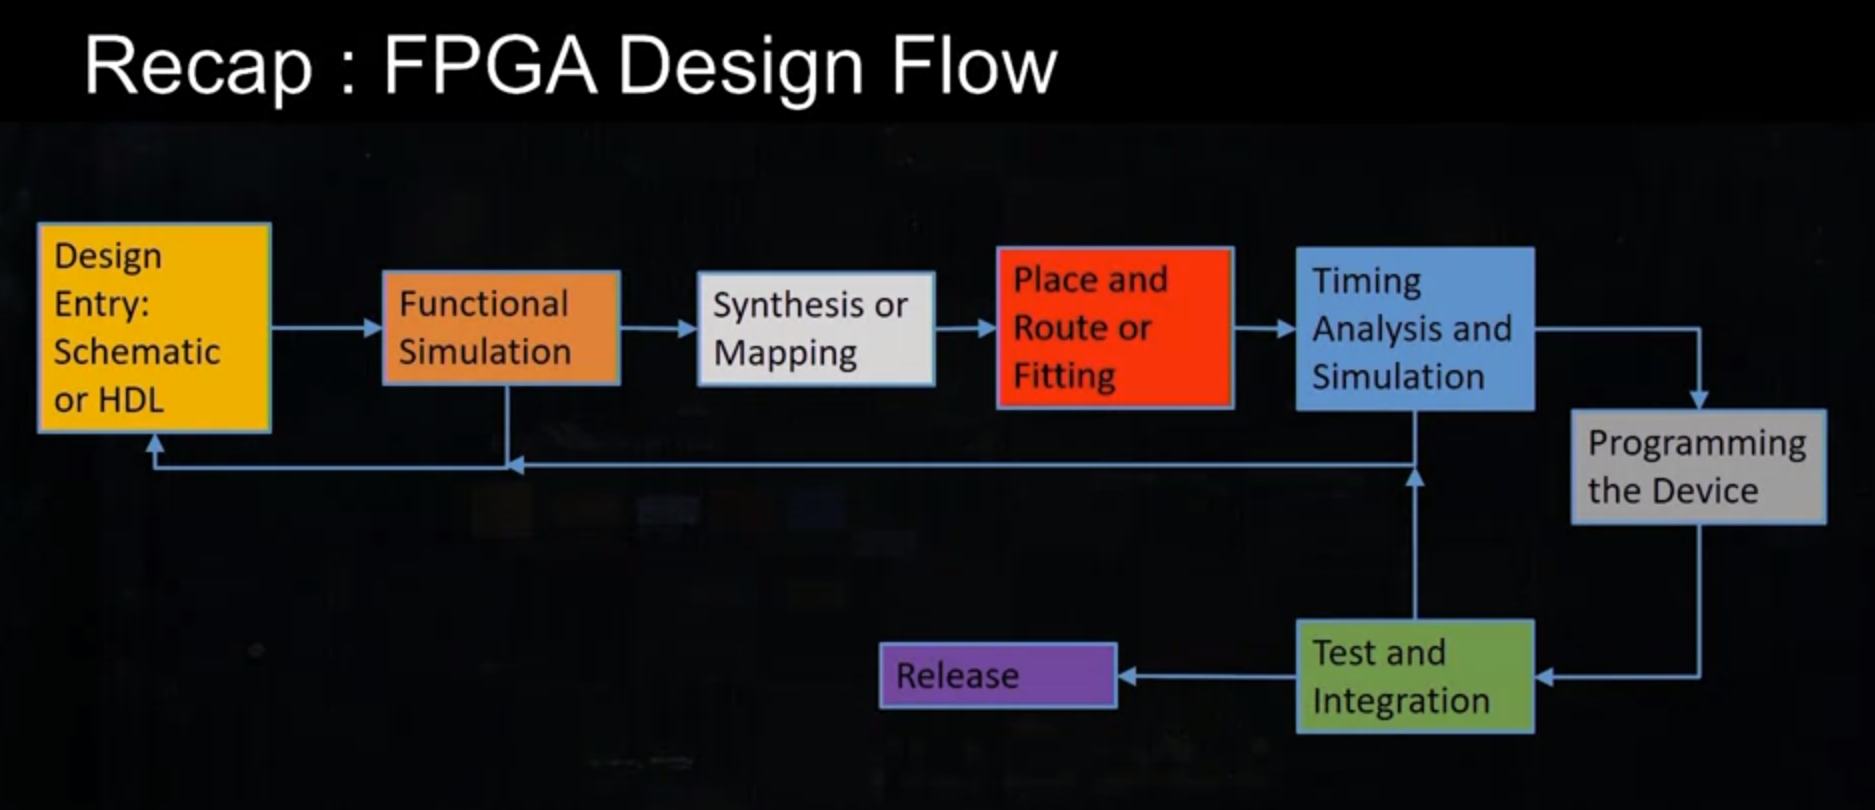 Recap : FPGA Design Flow
Design
Entry:
Schematic
or HDL
Functional
Simulation
Synthesis or
Mapping
Place and
Route or
Fitting
Timing
Analysis and
Simulation
Programming
the Device
Test and
Integration
Release